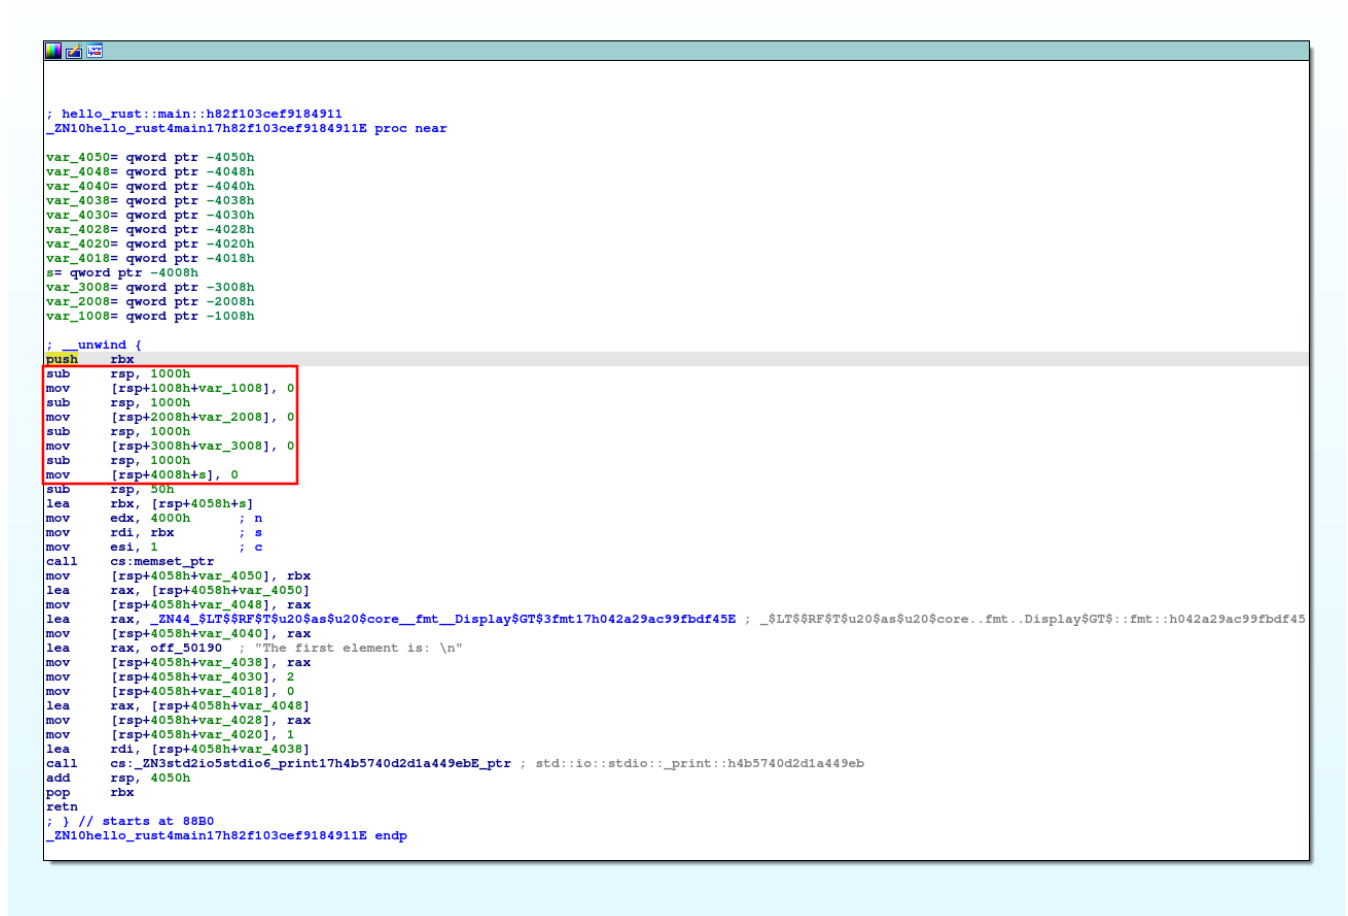 ; hello_rust::main::h82f103cef9184911
_ZN10hello_rust4main17h82f103cef9184911E proc near
var_4050= qword ptr -4050h
var_4048= qword ptr -4048h
var_4040= qword ptr -4040h
var_4038= qword ptr -4038h
var_4030= qword ptr -4030h
var_4028= qword ptr -4028h
var_4020= qword ptr -4020h
var_4018= qword ptr -4018h
s= qword ptr -4008h
var_3008= qword ptr -3008h
var_2008= qword ptr -2008h
var_1008= qword ptr -1008h
; __unwind {
push rbx
sub rsp, 1000h
mov [rsp+1008h+var_1008], 0
sub rsp, 1000h
mov [rsp+2008h+var_2008], 0
sub rsp, 1000h
mov [rsp+3008h+var_3008], 0
sub rsp, 1000h
mov [rsp+4008h+s], 0
sub rsp, 50h
lea rbx, [rsp+4058h+s]
mov edx, 4000h ; n
mov rdi, rbx ; s
mov esi, 1 ; c
call cs:memset_ptr
mov [rsp+4058h+var_4050], rbx
lea rax, [rsp+4058h+var_4050]
mov [rsp+4058h+var_4048], rax
lea rax, _ZN44_$LT$$RF$T$u20$as$u20$core__fmt__Display$GT$3fmt17h042a29ac99fbdf45E ; _$LT$$RF$T$u20$as$u20$core..fmt..Display$GT$::fmt::h042a29ac99fbdf45
mov [rsp+4058h+var_4040], rax
lea rax, off_50190 ; "The first element is: \n"
mov [rsp+4058h+var_4038], rax
mov [rsp+4058h+var_4030], 2
mov [rsp+4058h+var_4018], 0
lea rax, [rsp+4058h+var_4048]
mov [rsp+4058h+var_4028], rax
mov [rsp+4058h+var_4020], 1
lea rdi, [rsp+4058h+var_4038]
call cs:_ZN3std2io5stdio6_print17h4b5740d2d1a449ebE_ptr ; std::io::stdio::_print::h4b5740d2d1a449eb
add rsp, 4050h
pop rbx
retn
; } // starts at 88B0
_ZN10hello_rust4main17h82f103cef9184911E endp